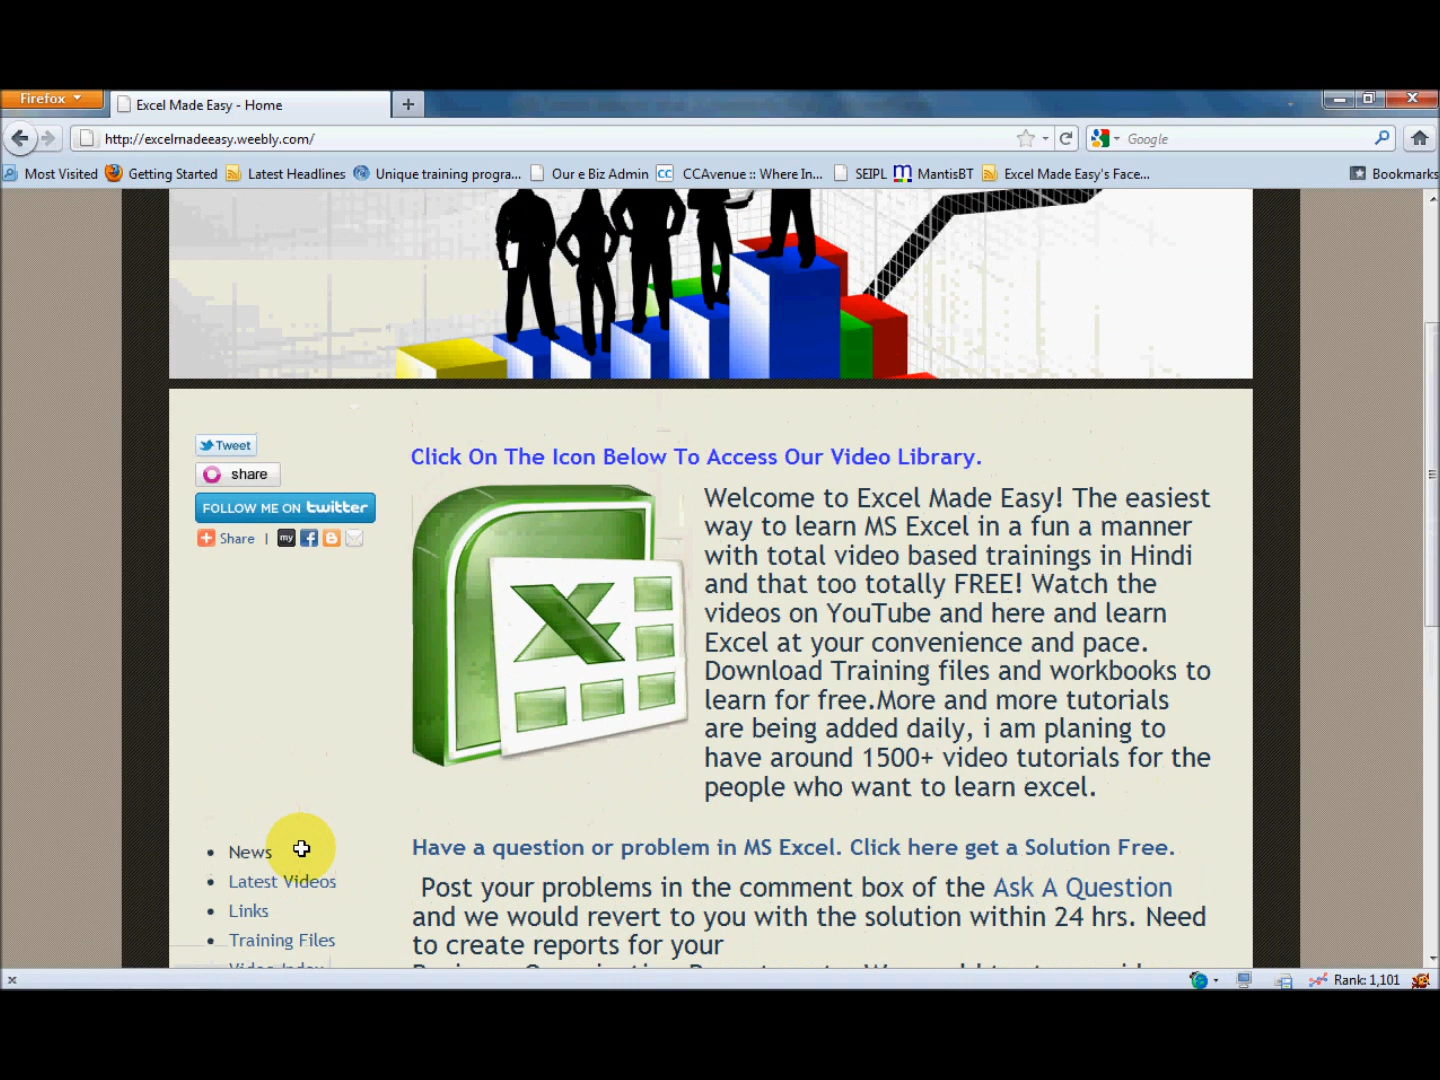 Firefox
Excel Made Easy - Home
http://excelmadeeasy.weebly.com/
Google
Most Visited Getting Started Latest Headlines Unique training progra... Our e Biz Admin CC CCAvenue :: Where In... SEIPL m MantisBT Excel Made Easy's Face... Bookmarks
Tweet
share
FOLLOW ME ON twitter
Share | my
Click On The Icon Below To Access Our Video Library.
Welcome to Excel Made Easy! The easiest
way to learn MS Excel in a fun a manner
with total video based trainings in Hindi
and that too totally FREE! Watch the
videos on YouTube and here and learn
Excel at your convenience and pace.
Download Training files and workbooks to
learn for free.More and more tutorials
are being added daily, i am planing to
have around 1500+ video tutorials for the
people who want to learn excel.
News
Latest Videos
Links
Training Files
Video Index
Have a question or problem in MS Excel. Click here get a Solution Free.
Post your problems in the comment box of the Ask A Question
and we would revert to you with the solution within 24 hrs. Need
to create reports for your
Rank: 1,101